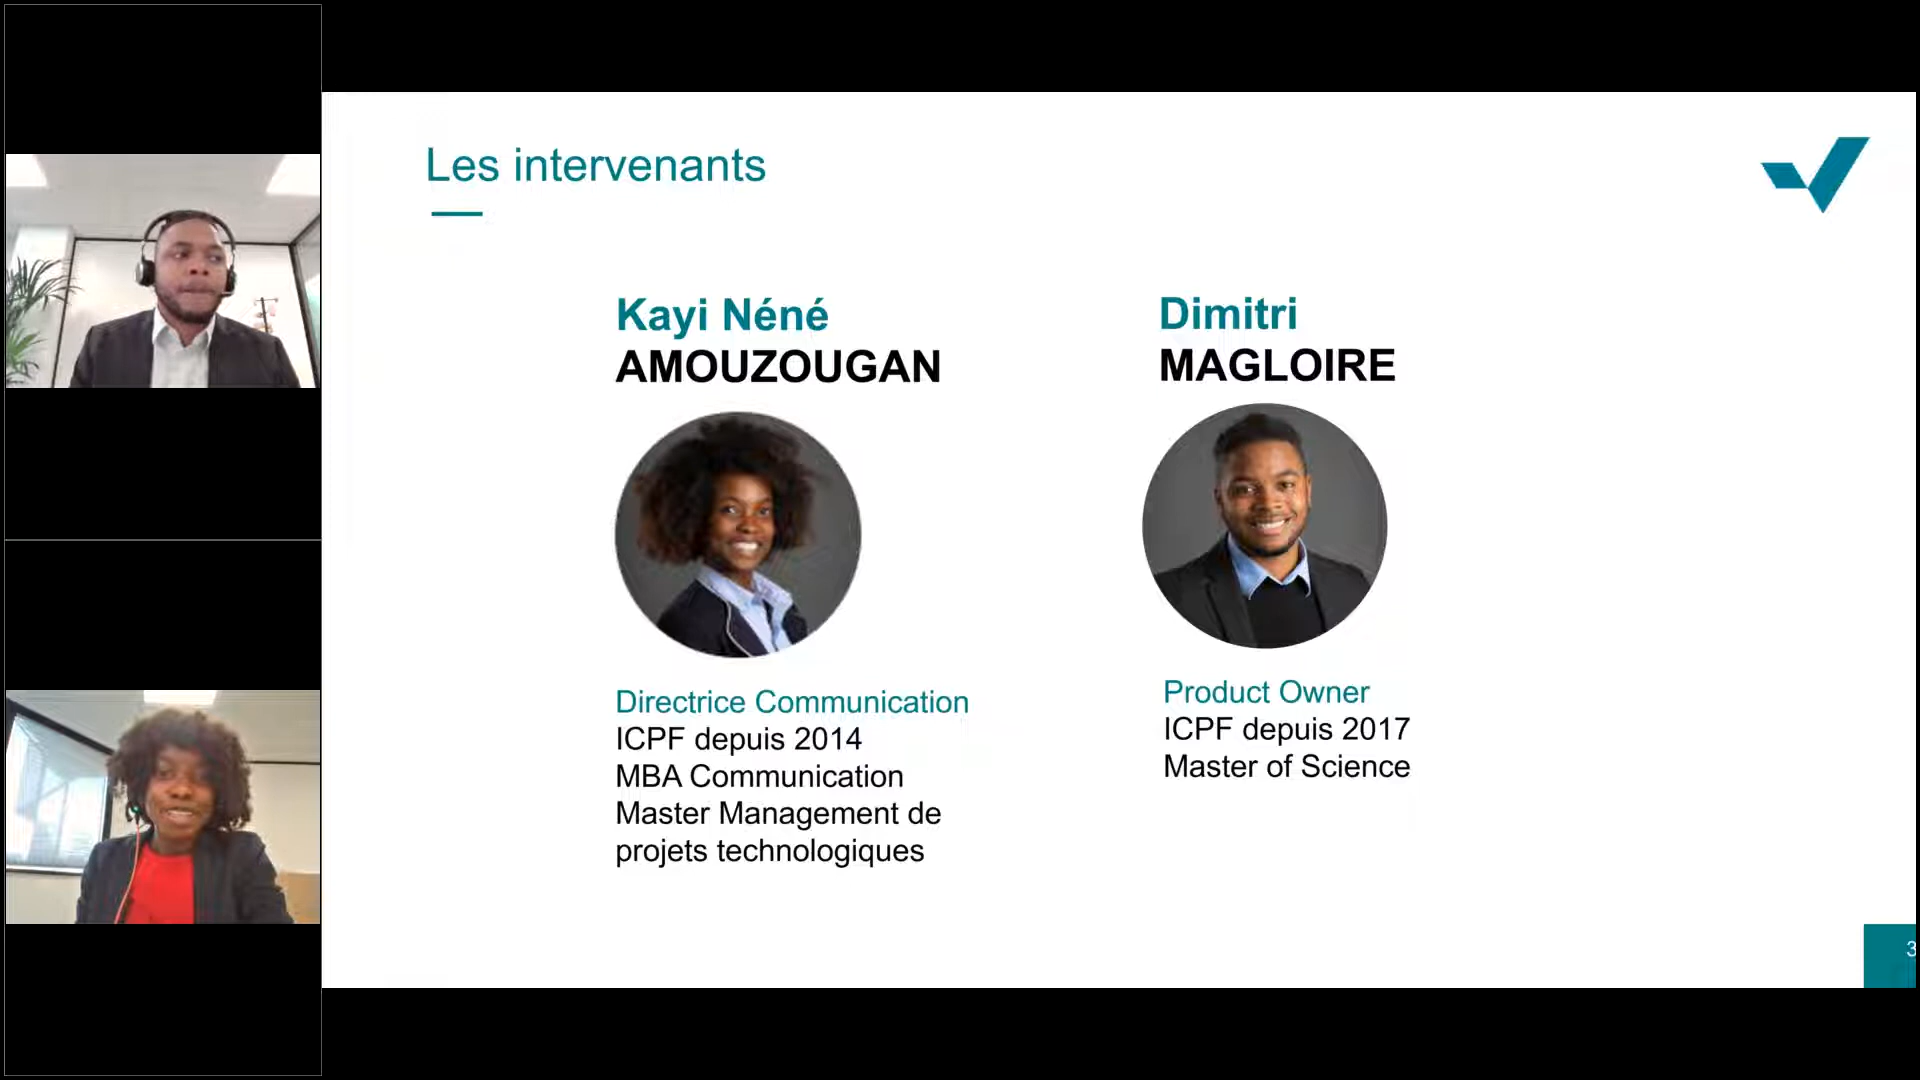 Les intervenants
Kayi Néné
AMOUZOUGAN
Directrice Communication
ICPF depuis 2014
MBA Communication
Master Management de
projets technologiques
Dimitri
MAGLOIRE
Product Owner
ICPF depuis 2017
Master of Science
3